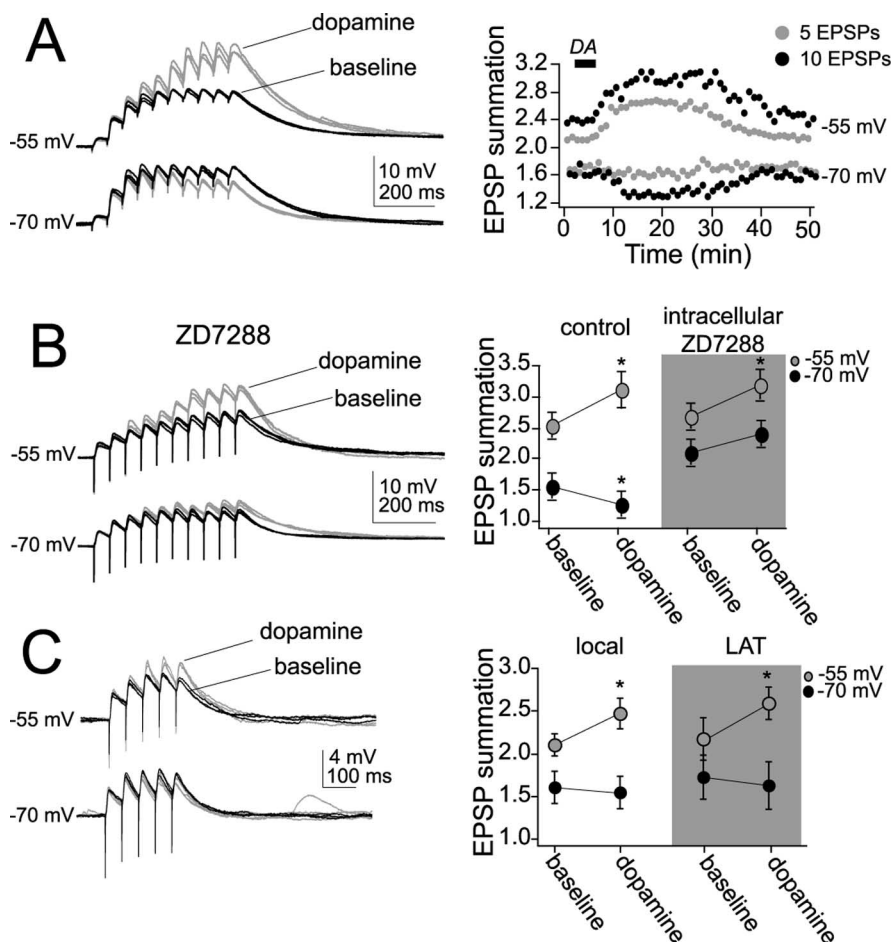 A
dopamine
baseline
-55 mV
10 mV
200 ms
-70 mV
DA
5 EPSPs
10 EPSPs
EPSP summation
3.2
2.8
2.4
2.0
1.6
1.2
-55 mV
-70 mV
0 10 20 30 40 50
Time (min)
B
ZD7288
dopamine
baseline
-55 mV
10 mV
200 ms
-70 mV
control
intracellular
ZD7288
-55 mV
-70 mV
EPSP summation
3.5
3.0
2.5
2.0
1.5
1.0
* * *
baseline
dopamine
baseline
dopamine
C
dopamine
baseline
-55 mV
4 mV
100 ms
-70 mV
local
LAT
-55 mV
-70 mV
EPSP summation
3.0
2.5
2.0
1.5
1.0
* *
baseline
dopamine
baseline
dopamine